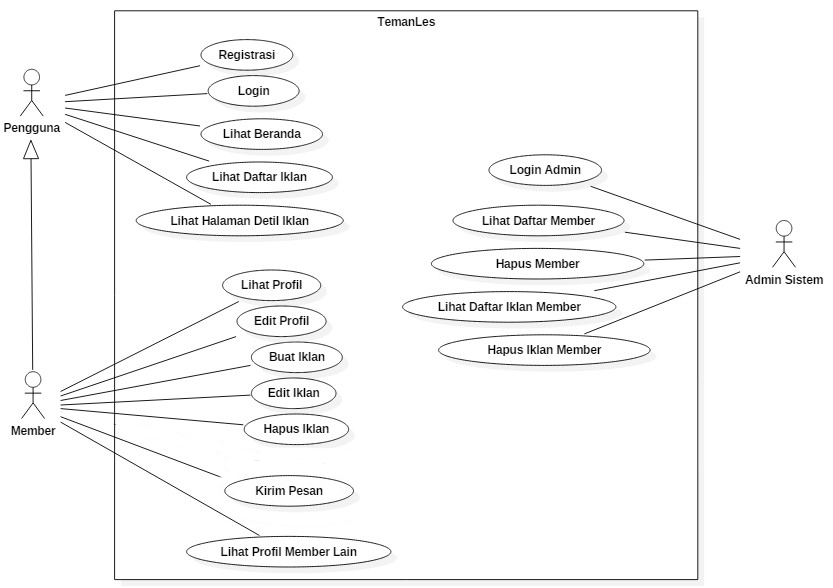 TemanLes
Registrasi
Login
Pengguna
Lihat Beranda
Lihat Daftar Iklan
Lihat Halaman Detil Iklan
Login Admin
Lihat Daftar Member
Hapus Member
Admin Sistem
Lihat Daftar Iklan Member
Hapus Iklan Member
Lihat Profil
Edit Profil
Buat Iklan
Edit Iklan
Hapus Iklan
Member
Kirim Pesan
Lihat Profil Member Lain